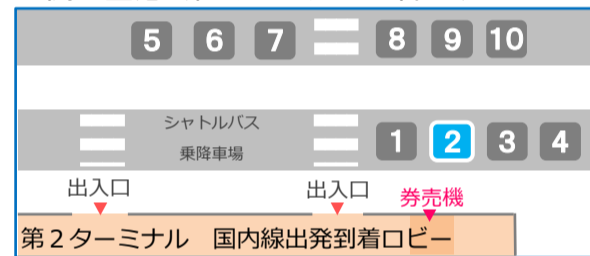 5 6 7 8 9 10
シャトルバス
乗降車場
1 2 3 4
出入口 出入口 券売機
第2ターミナル 国内線出発到着ロビー